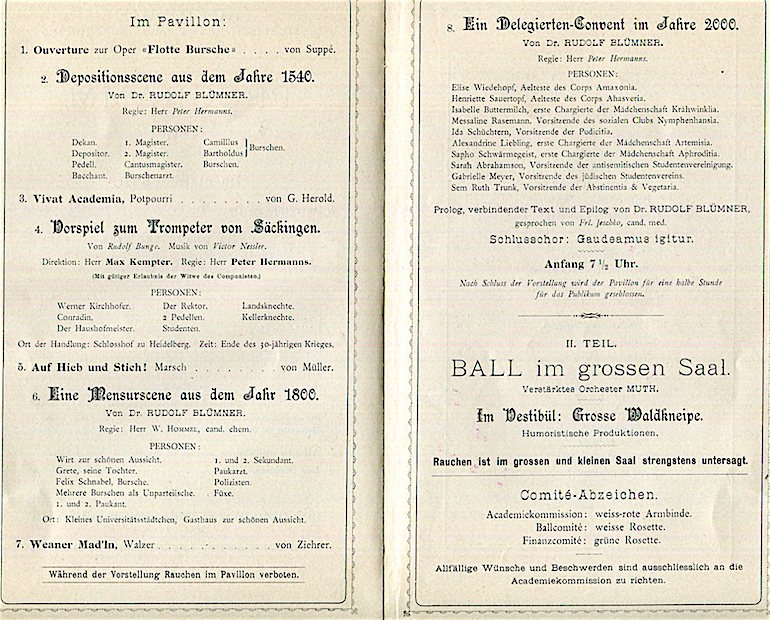 Im Pavillon:
1. Ouverture zur Oper «Flotte Bursche» . . . . von Suppé.
2. Depositionsscene aus dem Jahre 1540.
Von Dr. RUDOLF BLÜMNER.
Regie: Herr Peter Hermanns.
PERSONEN:
Dekan. 1. Magister. Camillus
Depositor. 2. Magister. Bartholdus Burschen.
Pedell. Cantusmagister. Burschen.
Bacchant. Burschenarzt.
3. Vivat Academia, Potpourri . . . . . . . . . von G. Herold.
4. Vorspiel zum Trompeter von Säckingen.
Von Rudolf Bunge. Musik von Victor Nessler.
Direktion: Herr Max Kempter. Regie: Herr Peter Hermanns.
(Mit gütiger Erlaubnis der Witwe des Componisten.)
PERSONEN:
Werner Kirchhofer. Der Rektor. Landsknechte.
Conradin. 2 Pedellen. Kellerknechte.
Der Haushofmeister. Studenten.
Ort der Handlung: Schlosshof zu Heidelberg. Zeit: Ende des 30-jährigen Krieges.
5. Auf Hieb und Stich! Marsch . . . . . . . . von Müller.
6. Eine Mensurscene aus dem Jahr 1800.
Von Dr. RUDOLF BLÜMNER.
Regie: Herr W. HOMMEL, cand. chem.
PERSONEN:
Wirt zur schönen Aussicht. 1. und 2. Sekundant.
Grete, seine Tochter. Paukarzt.
Felix Schnabel, Bursche. Polizisten.
Mehrere Burschen als Unparteiische. Füxe.
1. und 2. Paukant.
Ort: Kleines Universitätsstädtchen, Gasthaus zur schönen Aussicht.
7. Weaner Mad'ln, Walzer . . . . . . . . . . von Ziehrer.
Während der Vorstellung Rauchen im Pavillon verboten.
8. Ein Delegierten-Convent im Jahre 2000.
Von Dr. RUDOLF BLÜMNER.
Regie: Herr Peter Hermanns.
PERSONEN:
Elise Wiedehopf, Aelteste des Corps Amaxonia.
Henriette Sauertopf, Aelteste des Corps Ahasveria.
Isabelle Buttermilch, erste Chargierte der Mädchenschaft Krähwinklia.
Messaline Rasemann. Vorsitzende des sozialen Clubs Nymphenhansia.
Ida Schüchtern, Vorsitzende der Pudicitia.
Alexandrine Liebling, erste Chargierte der Mädchenschaft Artemisia.
Sapho Schwärmegeist, erste Chargierte der Mädchenschaft Aphroditia.
Sarah Abrahamson, Vorsitzende der antisemitischen Studentenvereinigung.
Gabrielle Meyer, Vorsitzende des jüdischen Studentenvereins.
Sem Ruth Trunk, Vorsitzende der Abstinentia & Vegetaria.
Prolog, verbindender Text und Epilog von Dr. RUDOLF BLÜMNER,
gesprochen von Frl. Jeschko, cand. med.
Schlusschor: Gaudeamus igitur.
Anfang 7 1/2 Uhr.
Nach Schluss der Vorstellung wird der Pavillon für eine halbe Stunde
für das Publikum geschlossen.
II. TEIL.
BALL im grossen Saal.
Verstärktes Orchester MUTH.
Im Vestibül: Grosse Waldkneipe.
Humoristische Produktionen.
Rauchen ist im grossen und kleinen Saal strengstens untersagt.
Comité-Abzeichen.
Academiekommission: weiss-rote Armbinde.
Ballcomité: weisse Rosette.
Finanzcomité: grüne Rosette.
Allfällige Wünsche und Beschwerden sind ausschliesslich an die
Academiekommission zu richten.